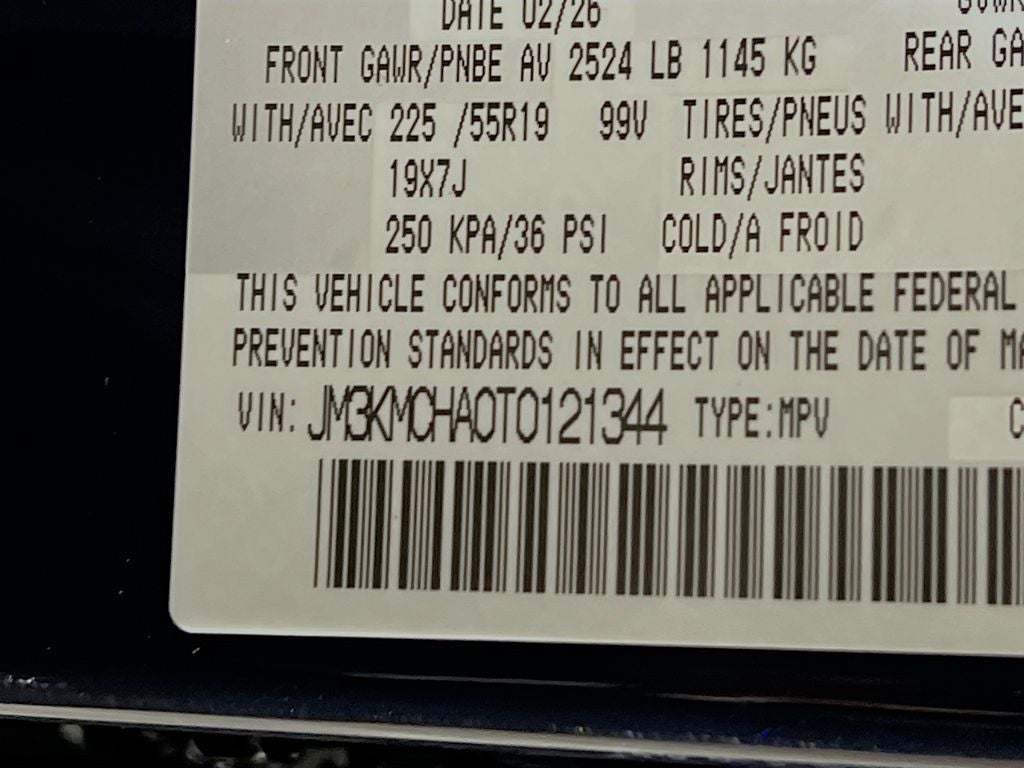 DATE 02/26
FRONT GAWR/PNBE AV 2524 LB 1145 KG REAR GA
WITH/AVEC 225 /55R19 99V TIRES/PNEUS WITH/AVE
19X7J RIMS/JANTES
250 KPA/36 PSI COLD/A FROID
THIS VEHICLE CONFORMS TO ALL APPLICABLE FEDERAL
PREVENTION STANDARDS IN EFFECT ON THE DATE OF MA
VIN: JM3KMCHA0T0121344 TYPE:MPV C